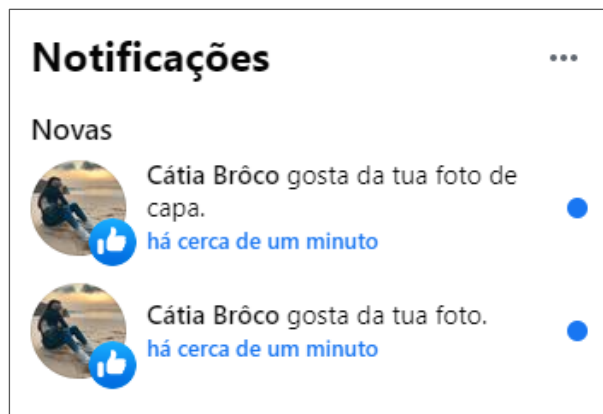 Notificações
Novas
Cátia Brôco gosta da tua foto de
capa.
há cerca de um minuto
Cátia Brôco gosta da tua foto.
há cerca de um minuto